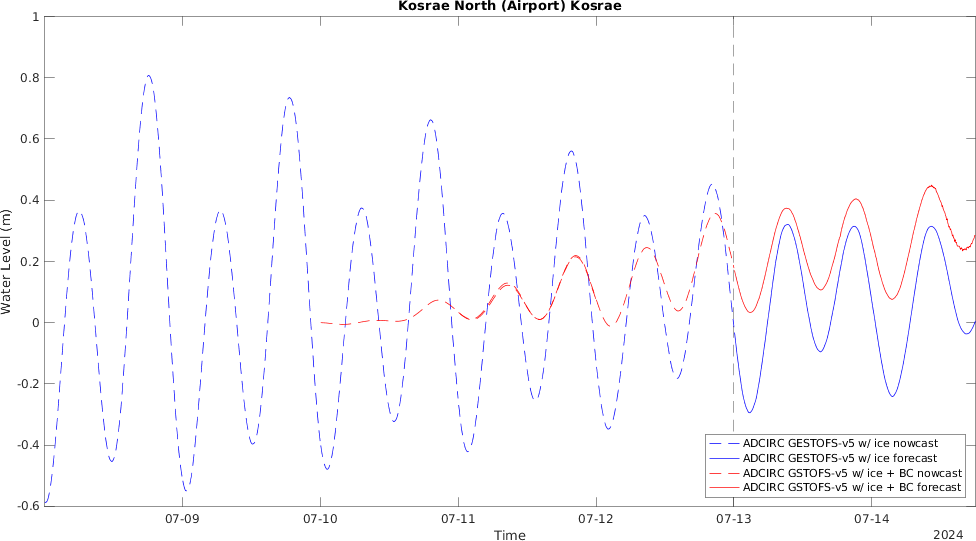 Kosrae North (Airport) Kosrae
1
0.8
0.6
0.4
0.2
0
-0.2
-0.4
-0.6
Water Level (m)
07-09
07-10
07-11
07-12
07-13
07-14
Time
2024
ADCIRC GESTOFS-v5 w/ ice nowcast
ADCIRC GESTOFS-v5 w/ ice forecast
ADCIRC GSTOFS-v5 w/ ice + BC nowcast
ADCIRC GSTOFS-v5 w/ ice + BC forecast